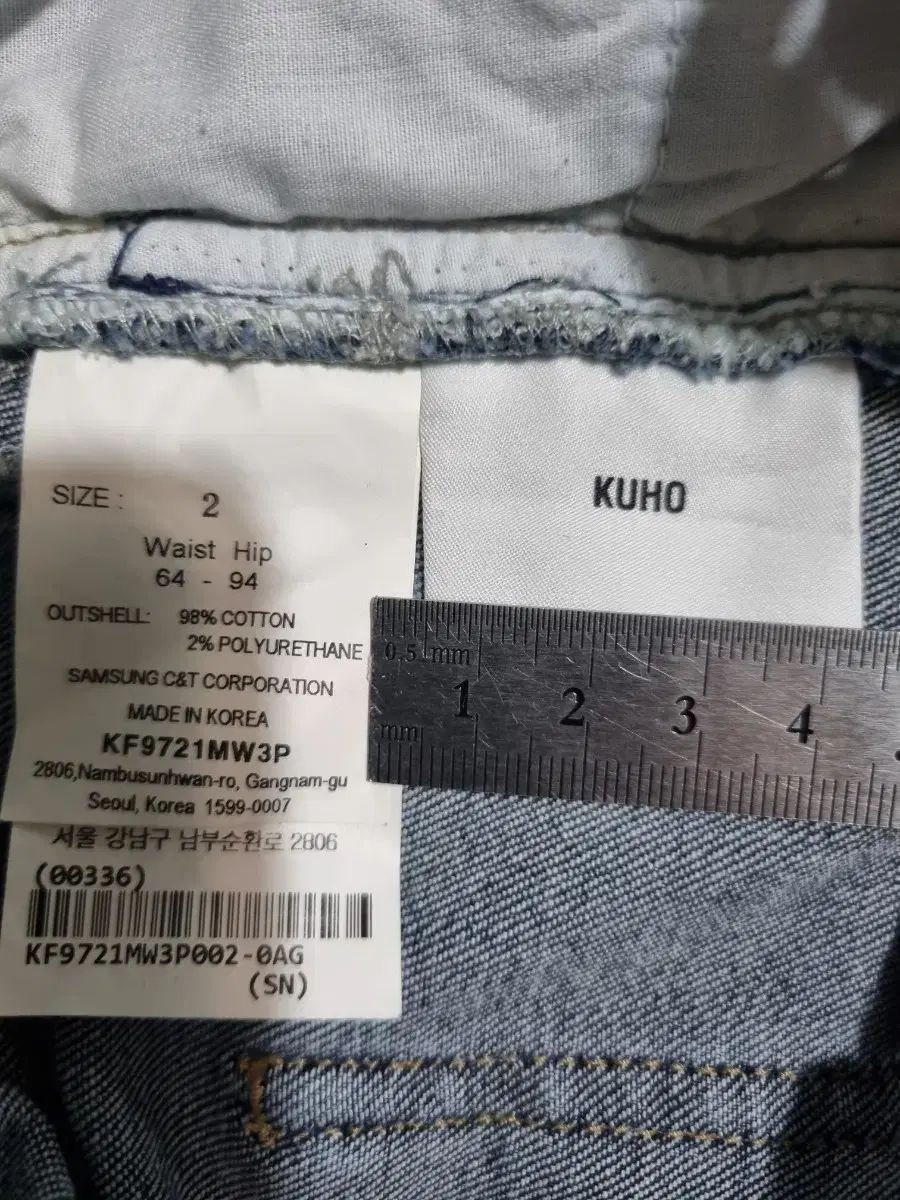 SIZE : 2
Waist Hip
64 - 94
OUTSHELL: 98% COTTON
2% POLYURETHANE
SAMSUNG C&T CORPORATION
MADE IN KOREA
KF9721MW3P
2806,Nambusunhwan-ro, Gangnam-gu
Seoul, Korea 1599-0007
서울 강남구 남부순환로 2806
(00336)
KF9721MW3P002-0AG
(SN)
KUHO
0.5 mm
1 2 3 4
mm